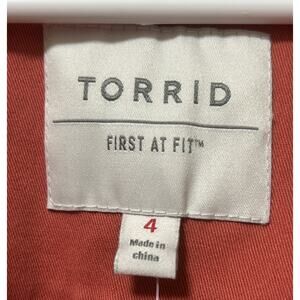 TORRID
FIRST AT FIT™
4
Made in
china